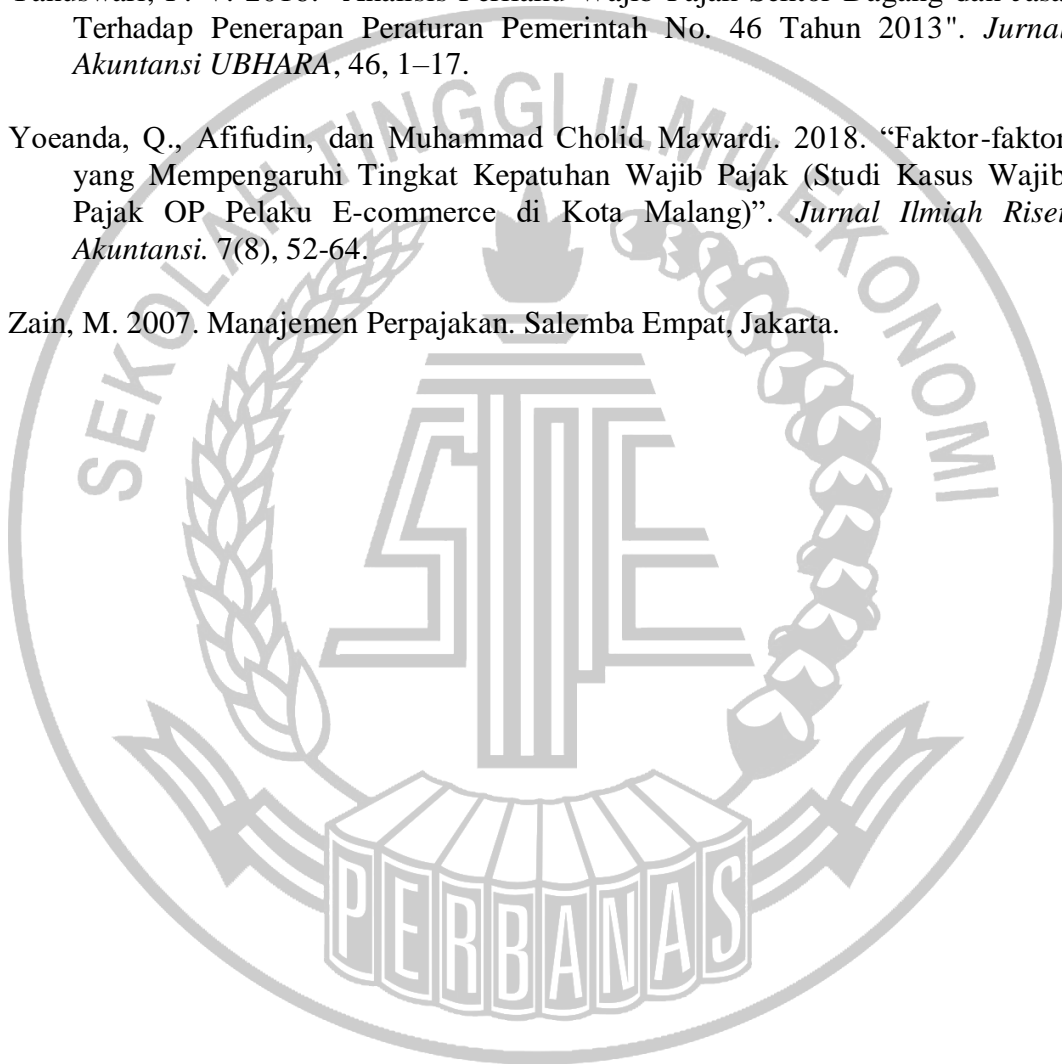 Terhadap Penerapan Peraturan Pemerintah No. 46 Tahun 2013". Jurnal
Akuntansi UBHARA, 46, 1–17.
Yoeanda, Q., Afifudin, dan Muhammad Cholid Mawardi. 2018. “Faktor-faktor
yang Mempengaruhi Tingkat Kepatuhan Wajib Pajak (Studi Kasus Wajib
Pajak OP Pelaku E-commerce di Kota Malang)”. Jurnal Ilmiah Riset
Akuntansi. 7(8), 52-64.
Zain, M. 2007. Manajemen Perpajakan. Salemba Empat, Jakarta.
SEKOLAH TINGGI ILMU EKONOMI
STIE
PERBANAS